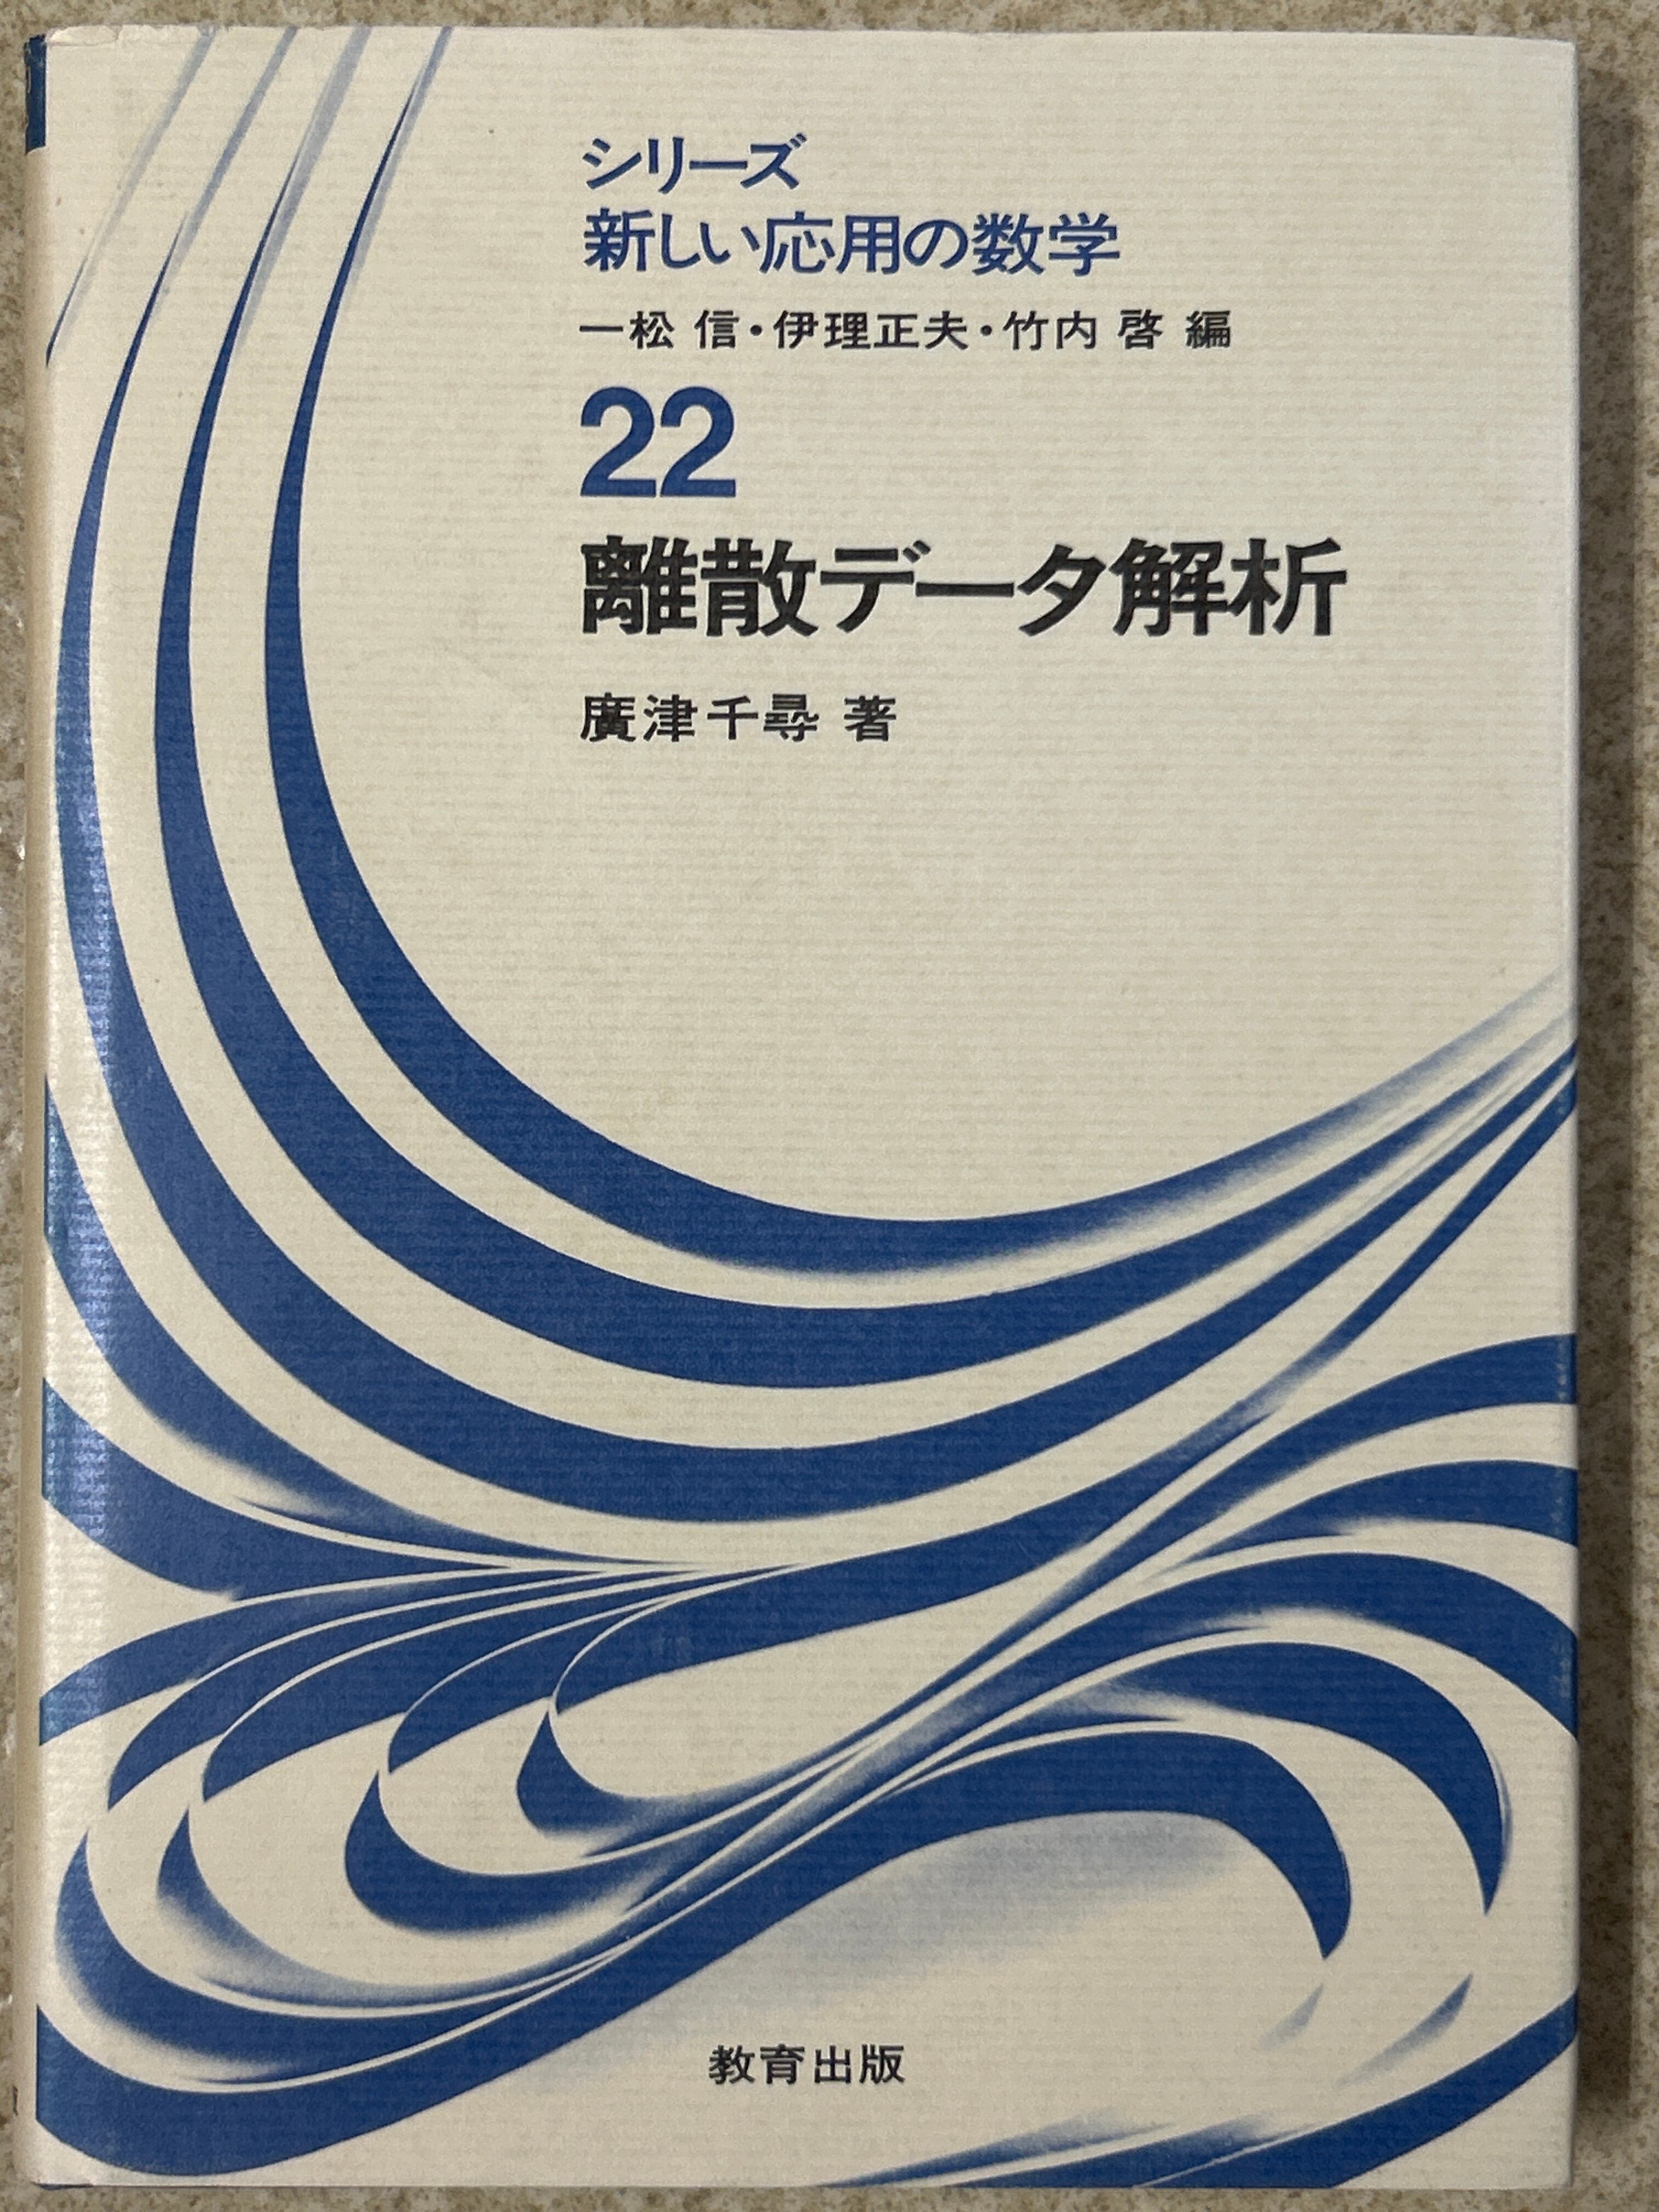 シリーズ
新しい応用の数学
一松 信・伊理正夫・竹内 啓 編
22
離散データ解析
廣津千尋 著
教育出版